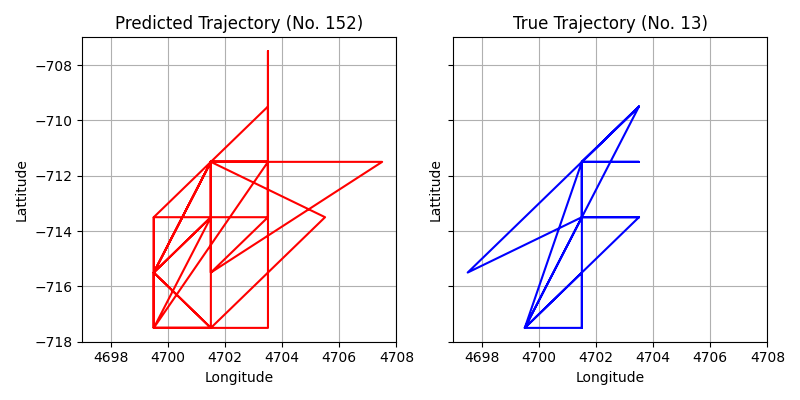 Predicted Trajectory (No. 152)
True Trajectory (No. 13)
Lattitude
−708
−710
−712
−714
−716
−718
4698 4700 4702 4704 4706 4708
Longitude
Lattitude
4698 4700 4702 4704 4706 4708
Longitude